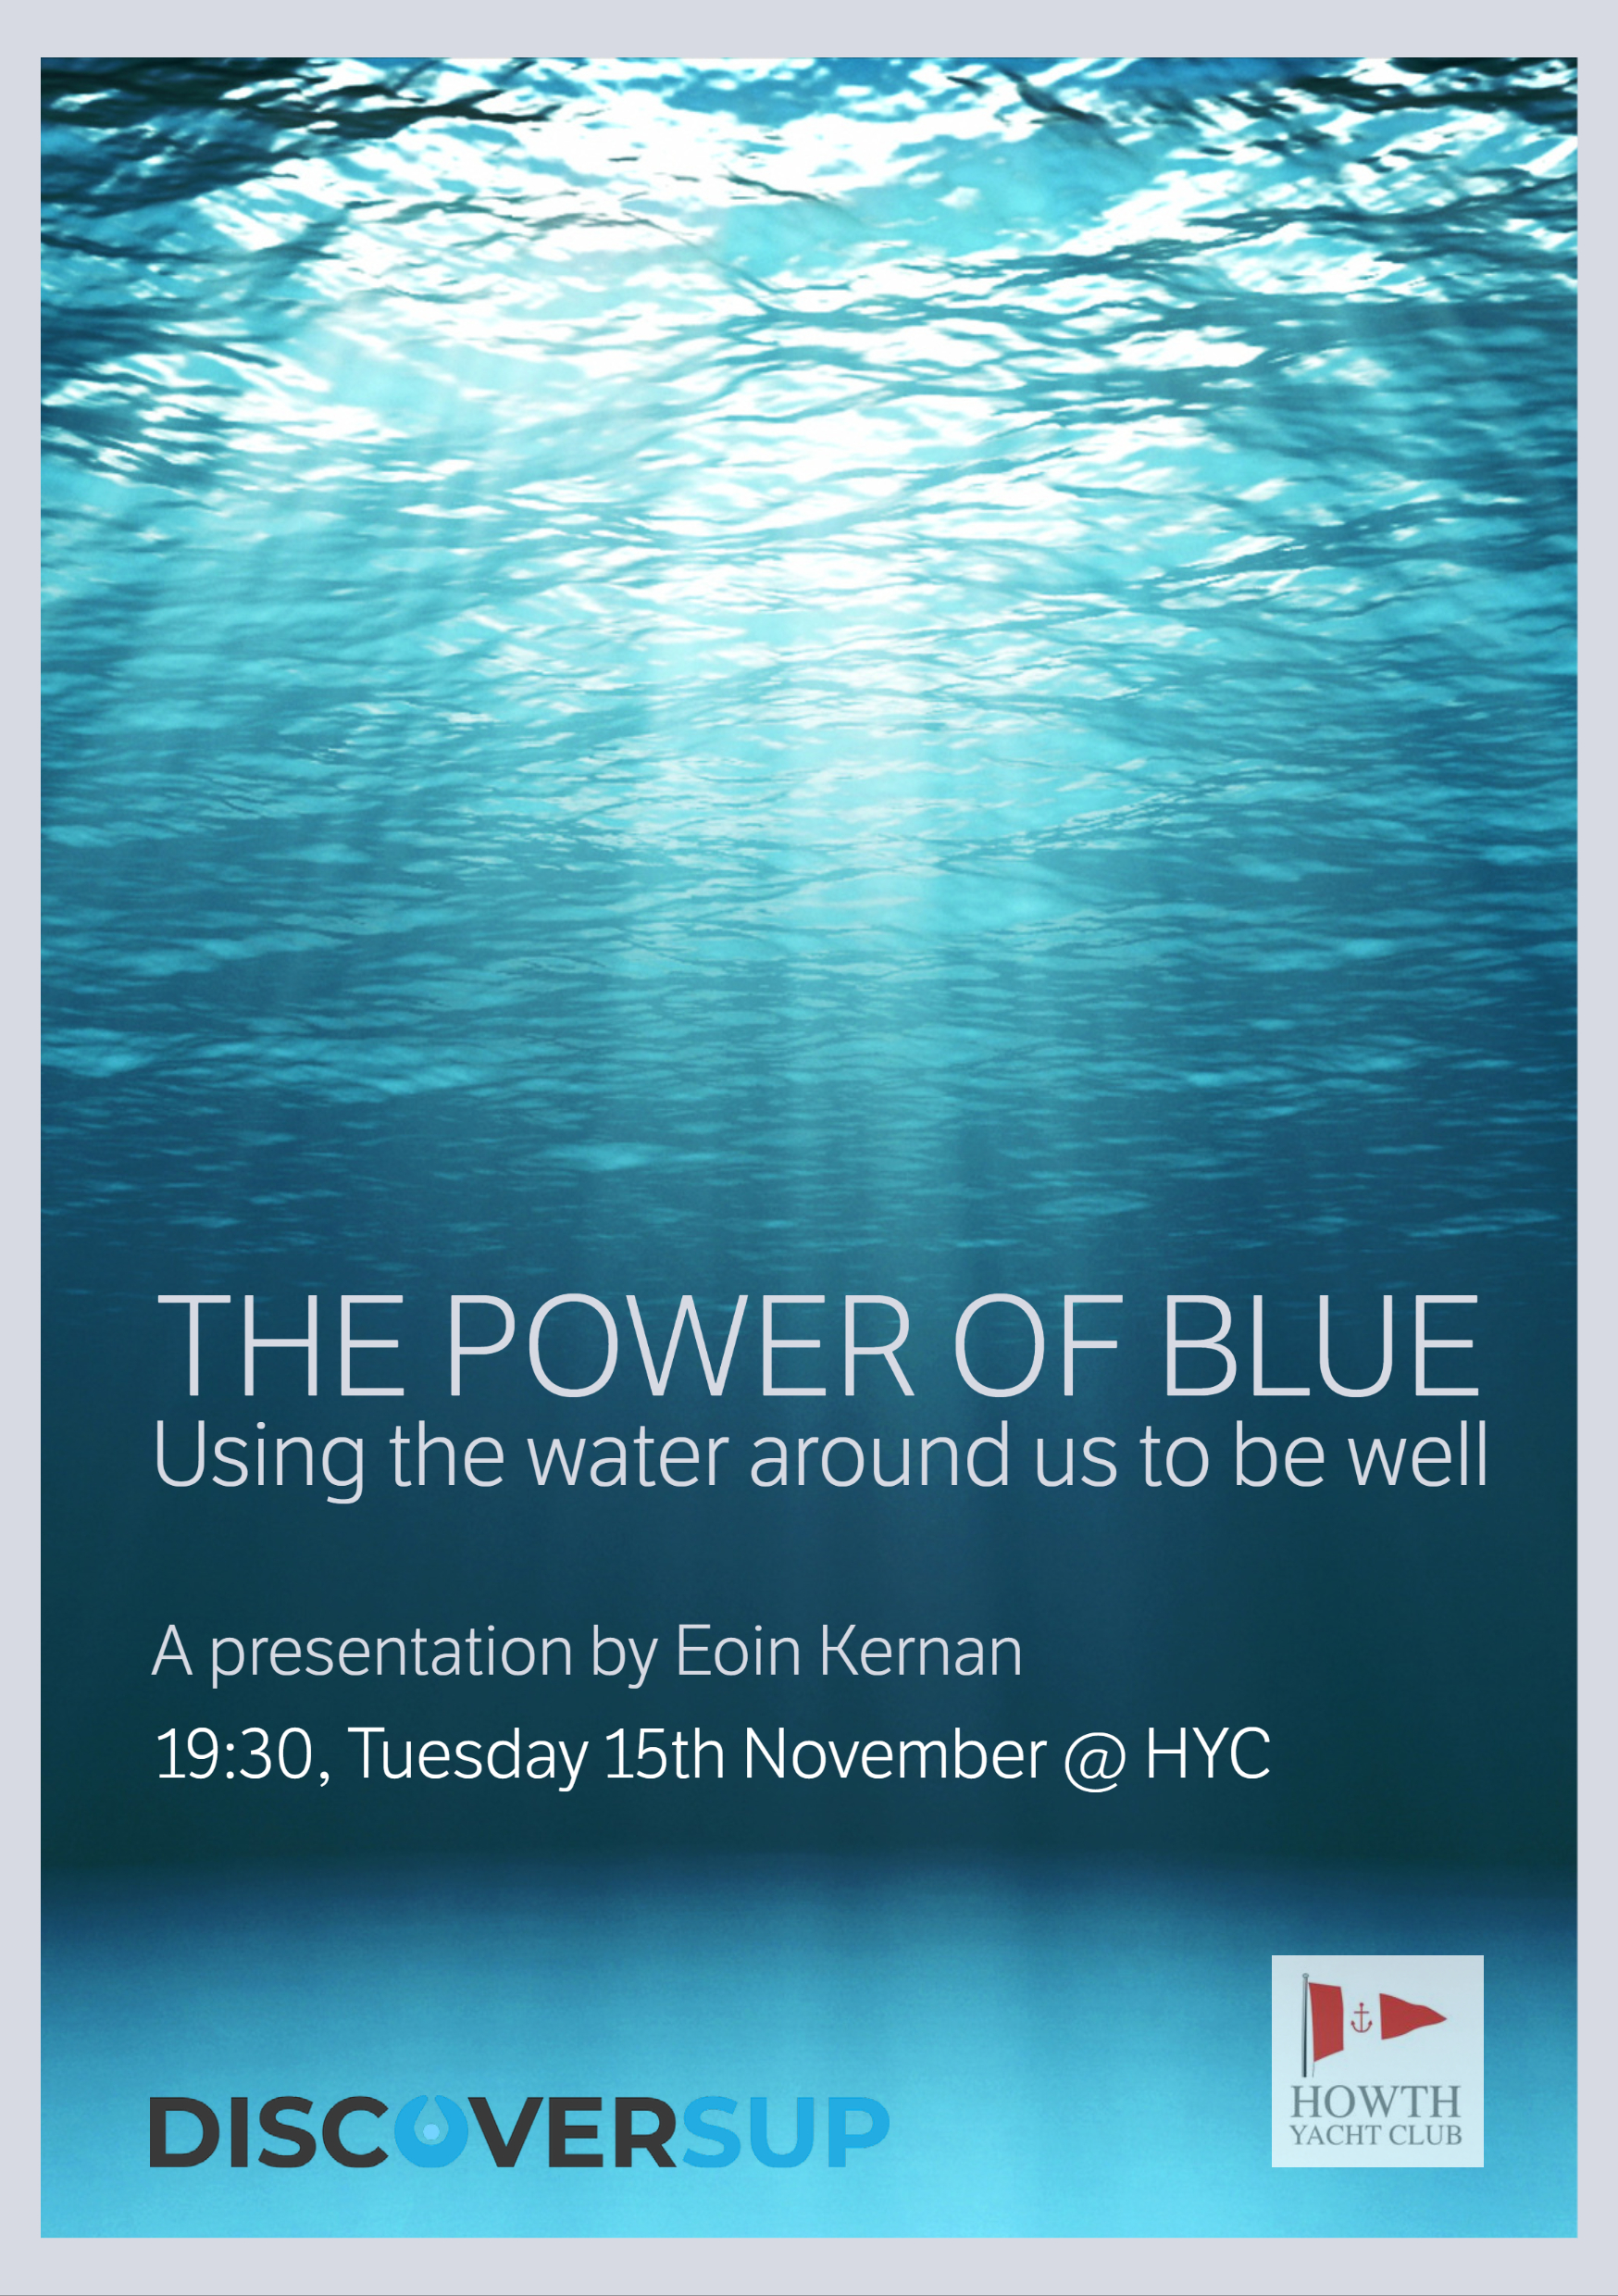 THE POWER OF BLUE
Using the water around us to be well
A presentation by Eoin Kernan
19:30, Tuesday 15th November @ HYC
DISCOVERSUP
HOWTH
YACHT CLUB